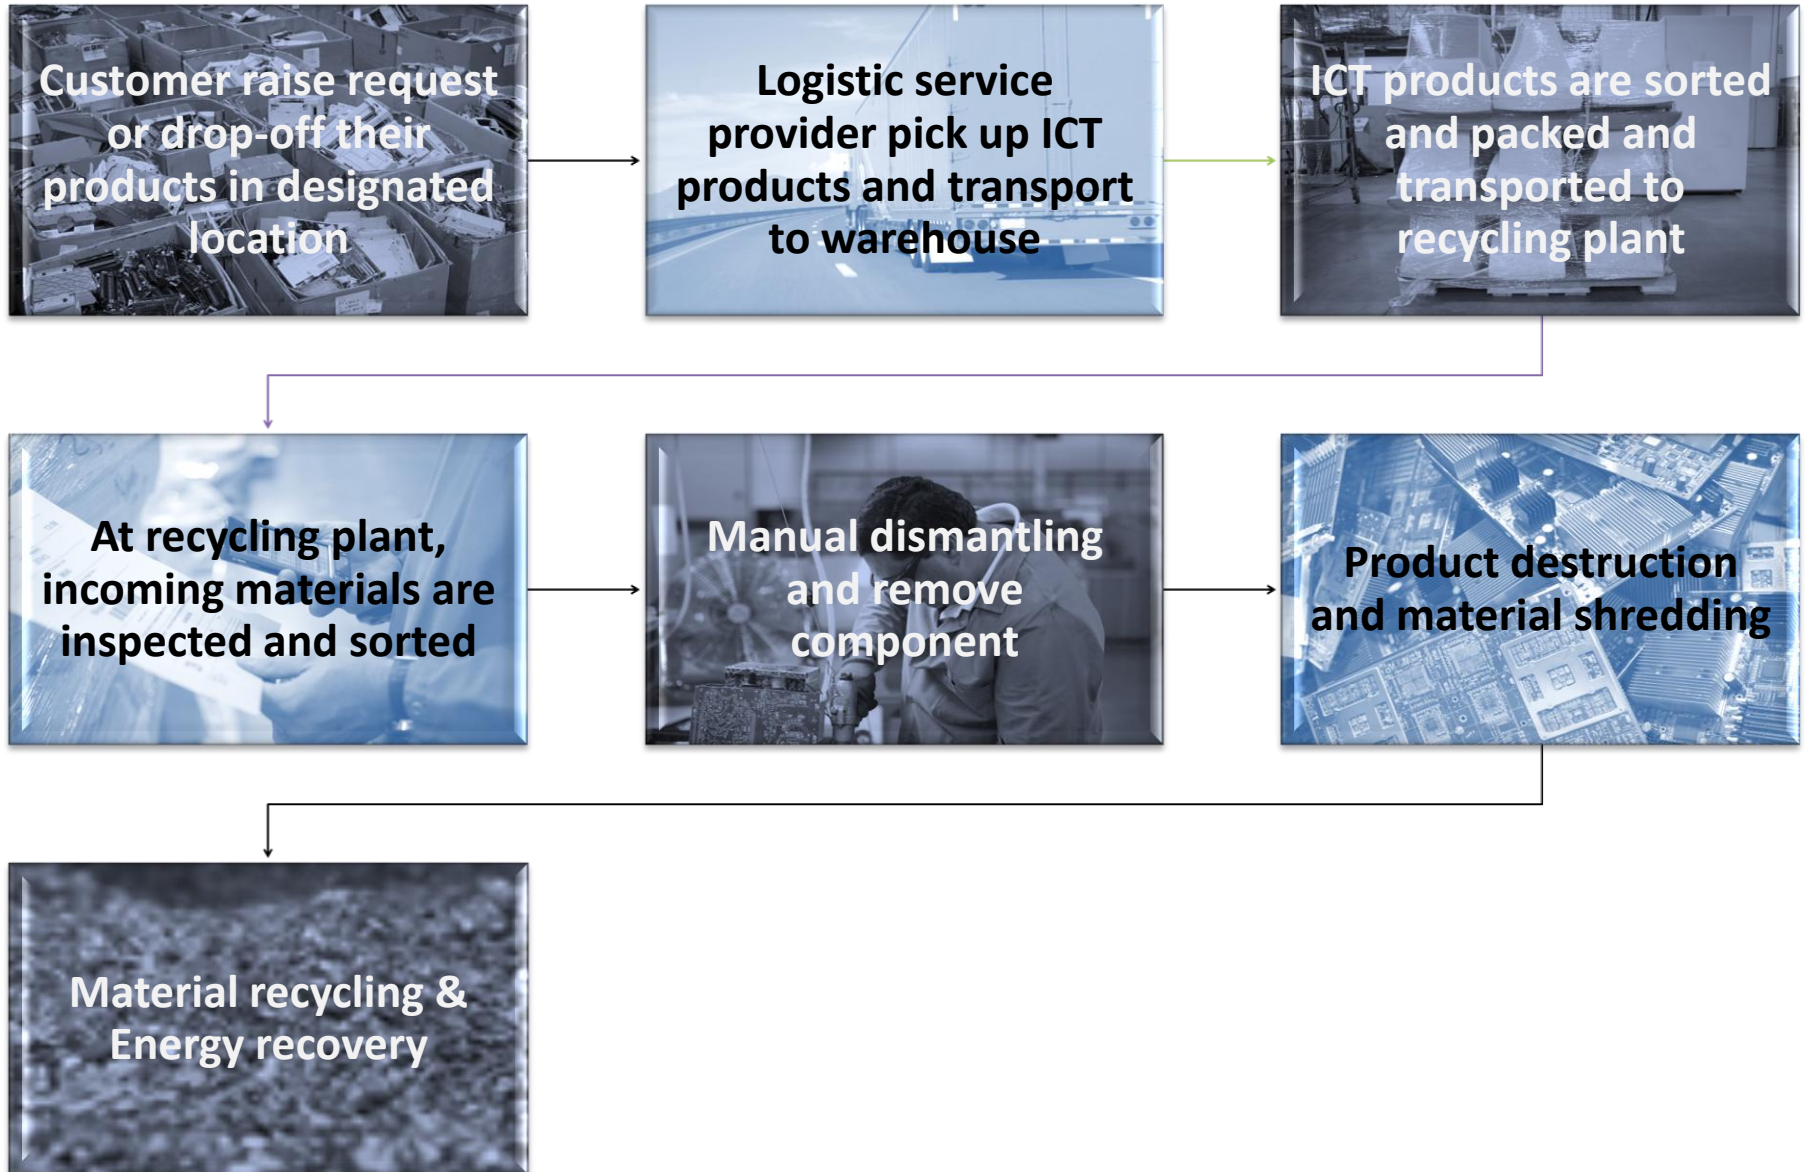 Customer raise request
or drop-off their
products in designated
location
Logistic service
provider pick up ICT
products and transport
to warehouse
ICT products are sorted
and packed and
transported to
recycling plant
At recycling plant,
incoming materials are
inspected and sorted
Manual dismantling
and remove
component
Product destruction
and material shredding
Material recycling &
Energy recovery